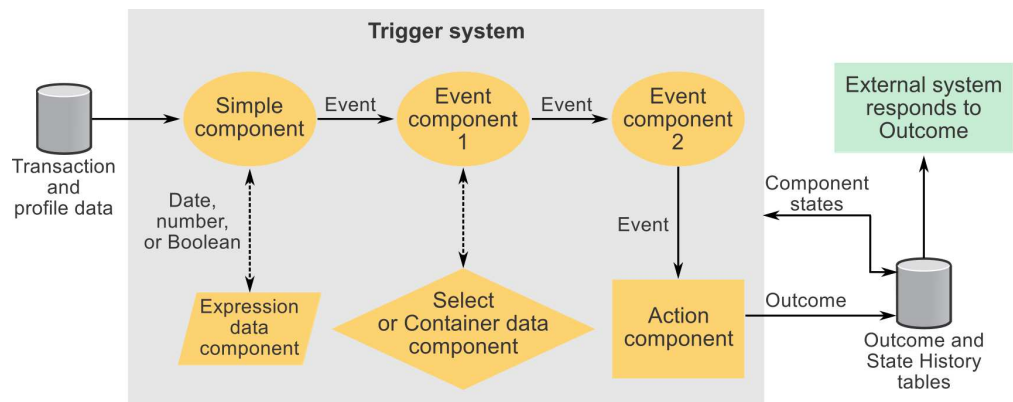 Trigger system
Transaction
and
profile data
Simple
component
Event
Event
component
1
Event
Event
component
2
External system
responds to
Outcome
Date,
number,
or Boolean
Event
Component
states
Expression
data
component
Select
or Container data
component
Action
component
Outcome
Outcome and
State History
tables